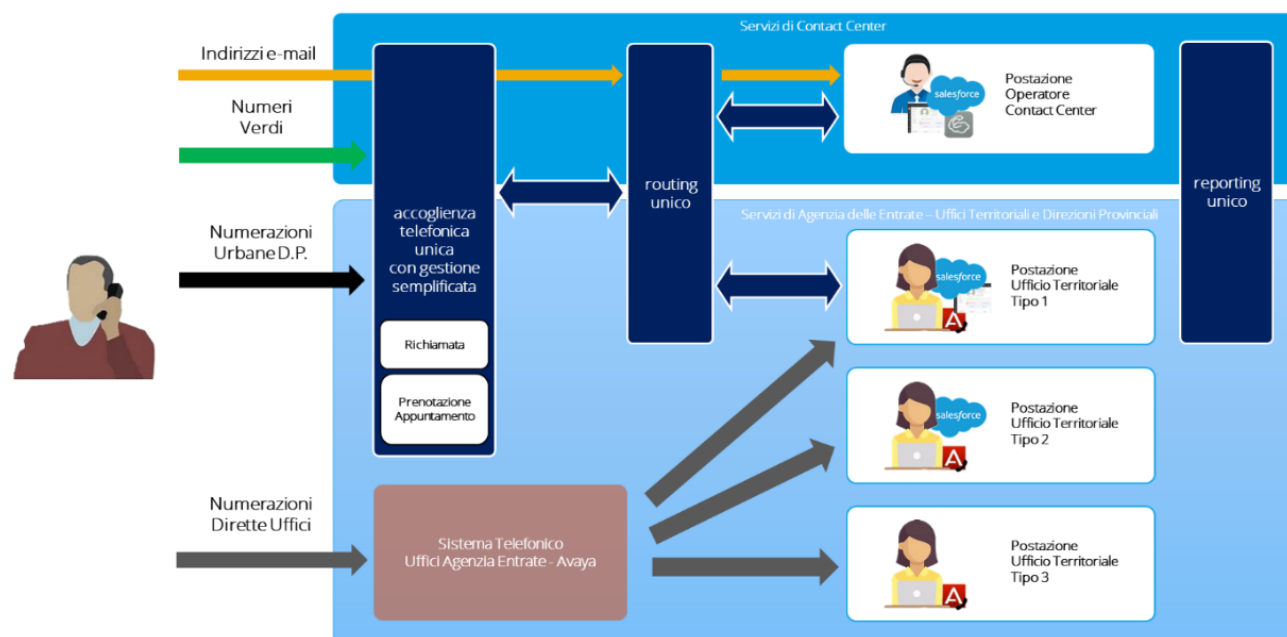 Servizi di Contact Center
Indirizzi e-mail
Numeri
Verdi
Numerazioni
Urbane D.P.
Numerazioni
Dirette Uffici
accoglienza
telefonica
unica
con gestione
semplificata
Richiamata
Prenotazione
Appuntamento
routing
unico
salesforce
Postazione
Operatore
Contact Center
reporting
unico
Servizi di Agenzia delle Entrate – Uffici Territoriali e Direzioni Provinciali
salesforce
Postazione
Ufficio Territoriale
Tipo 1
salesforce
Postazione
Ufficio Territoriale
Tipo 2
Sistema Telefonico
Uffici Agenzia Entrate - Avaya
Postazione
Ufficio Territoriale
Tipo 3